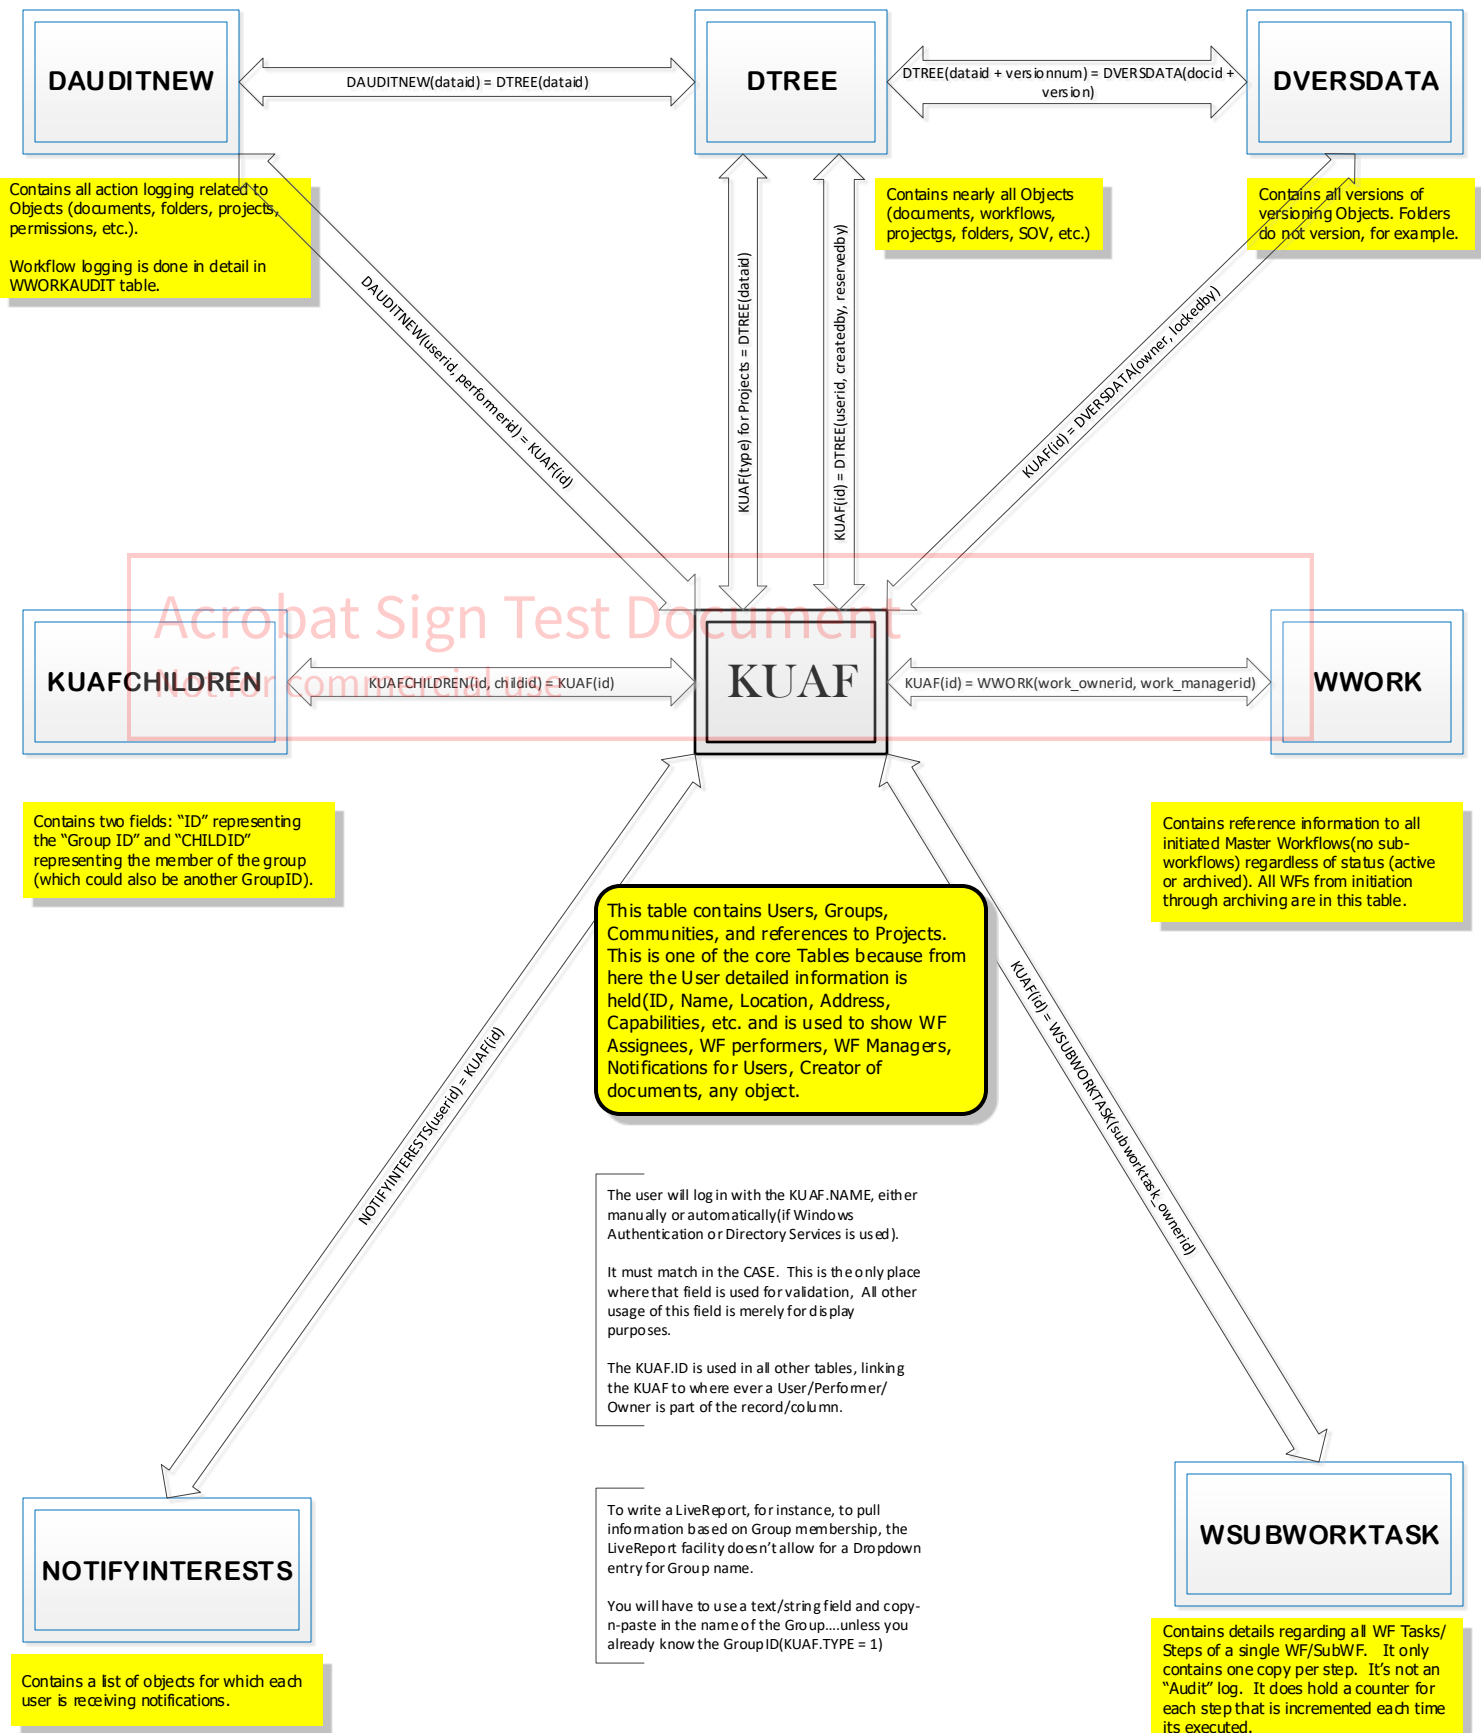 DAUDITNEW
DAUDITNEW(dataid) = DTREE(dataid)
DTREE
DTREE(dataid + versionnum) = DVERSDATA(docid +
version)
DVERSDATA
Contains all action logging related to
Objects (documents, folders, projects,
permissions, etc.).
Workflow logging is done in detail in
WWORKAUDIT table.
Contains nearly all Objects
(documents, workflows,
projectgs, folders, SOV, etc.)
Contains all versions of
versioning Objects. Folders
do not version, for example.
DAUDITNEW(userid, performerid) = KUAF(id)
KUAF(type) for Projects = DTREE(dataid)
KUAF(id) = DTREE(userid, createdby, reservedby)
KUAF(id) = DVERSDATA(owner, lockedby)
Acrobat Sign Test Document
Not for commercial use
KUAFCHILDREN
KUAFCHILDREN(id, childid) = KUAF(id)
KUAF
KUAF(id) = WWORK(work_ownerid, work_managerid)
WWORK
Contains two fields: “ID” representing
the “Group ID” and “CHILDID”
representing the member of the group
(which could also be another GroupID).
Contains reference information to all
initiated Master Workflows(no sub-
workflows) regardless of status (active
or archived). All WFs from initiation
through archiving are in this table.
This table contains Users, Groups,
Communities, and references to Projects.
This is one of the core Tables because from
here the User detailed information is
held(ID, Name, Location, Address,
Capabilities, etc. and is used to show WF
Assignees, WF performers, WF Managers,
Notifications for Users, Creator of
documents, any object.
NOTIFYINTERESTS(userid) = KUAF(id)
KUAF(id) = WSUBWORKTASK(subworktask_ownerid)
The user will log in with the KUAF.NAME, either
manually or automatically(if Windows
Authentication or Directory Services is used).
It must match in the CASE.  This is the only place
where that field is used for validation,  All other
usage of this field is merely for display
purposes.
The KUAF.ID is used in all other tables, linking
the KUAF to where ever a User/Performer/
Owner is part of the record/column.
To write a LiveReport, for instance, to pull
information based on Group membership, the
LiveReport facility doesn’t allow for a Dropdown
entry for Group name.
You will have to use a text/string field and copy-
n-paste in the name of the Group....unless you
already know the GroupID(KUAF.TYPE = 1)
NOTIFYINTERESTS
Contains a list of objects for which each
user is receiving notifications.
WSUBWORKTASK
Contains details regarding all WF Tasks/
Steps of a single WF/SubWF.   It only
contains one copy per step.  It’s not an
“Audit” log.  It does hold a counter for
each step that is incremented each time
its executed.